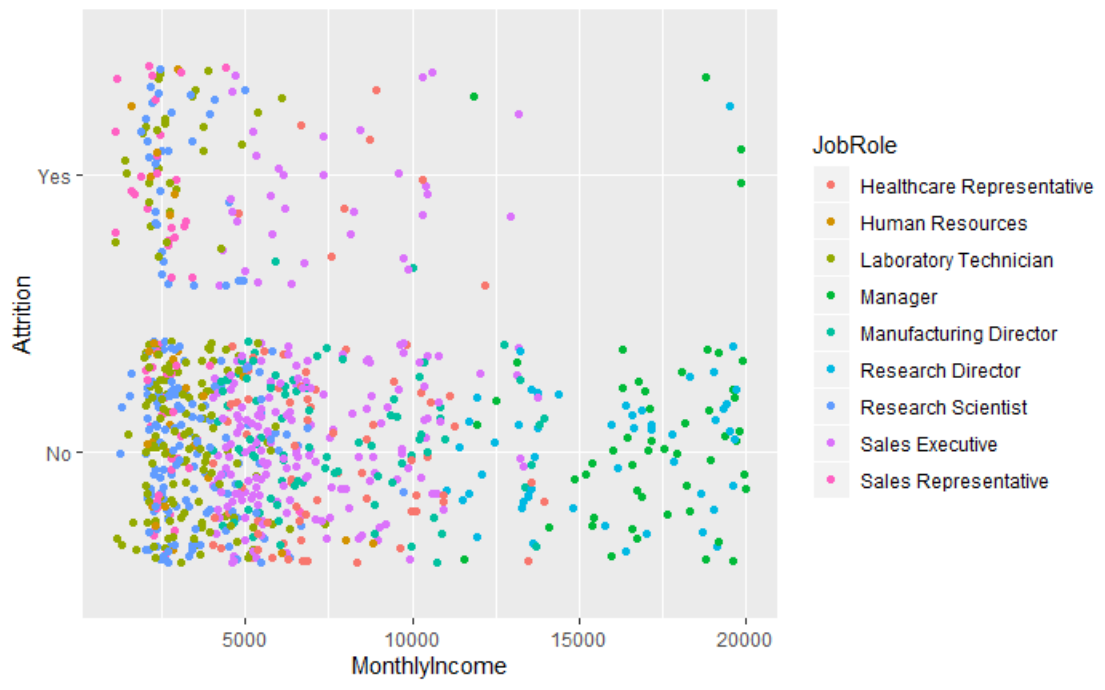 JobRole
Yes
Healthcare Representative
Human Resources
Laboratory Technician
Manager
Attrition
Manufacturing Director
Research Director
Research Scientist
No
Sales Executive
Sales Representative
5000 10000 15000 20000
MonthlyIncome